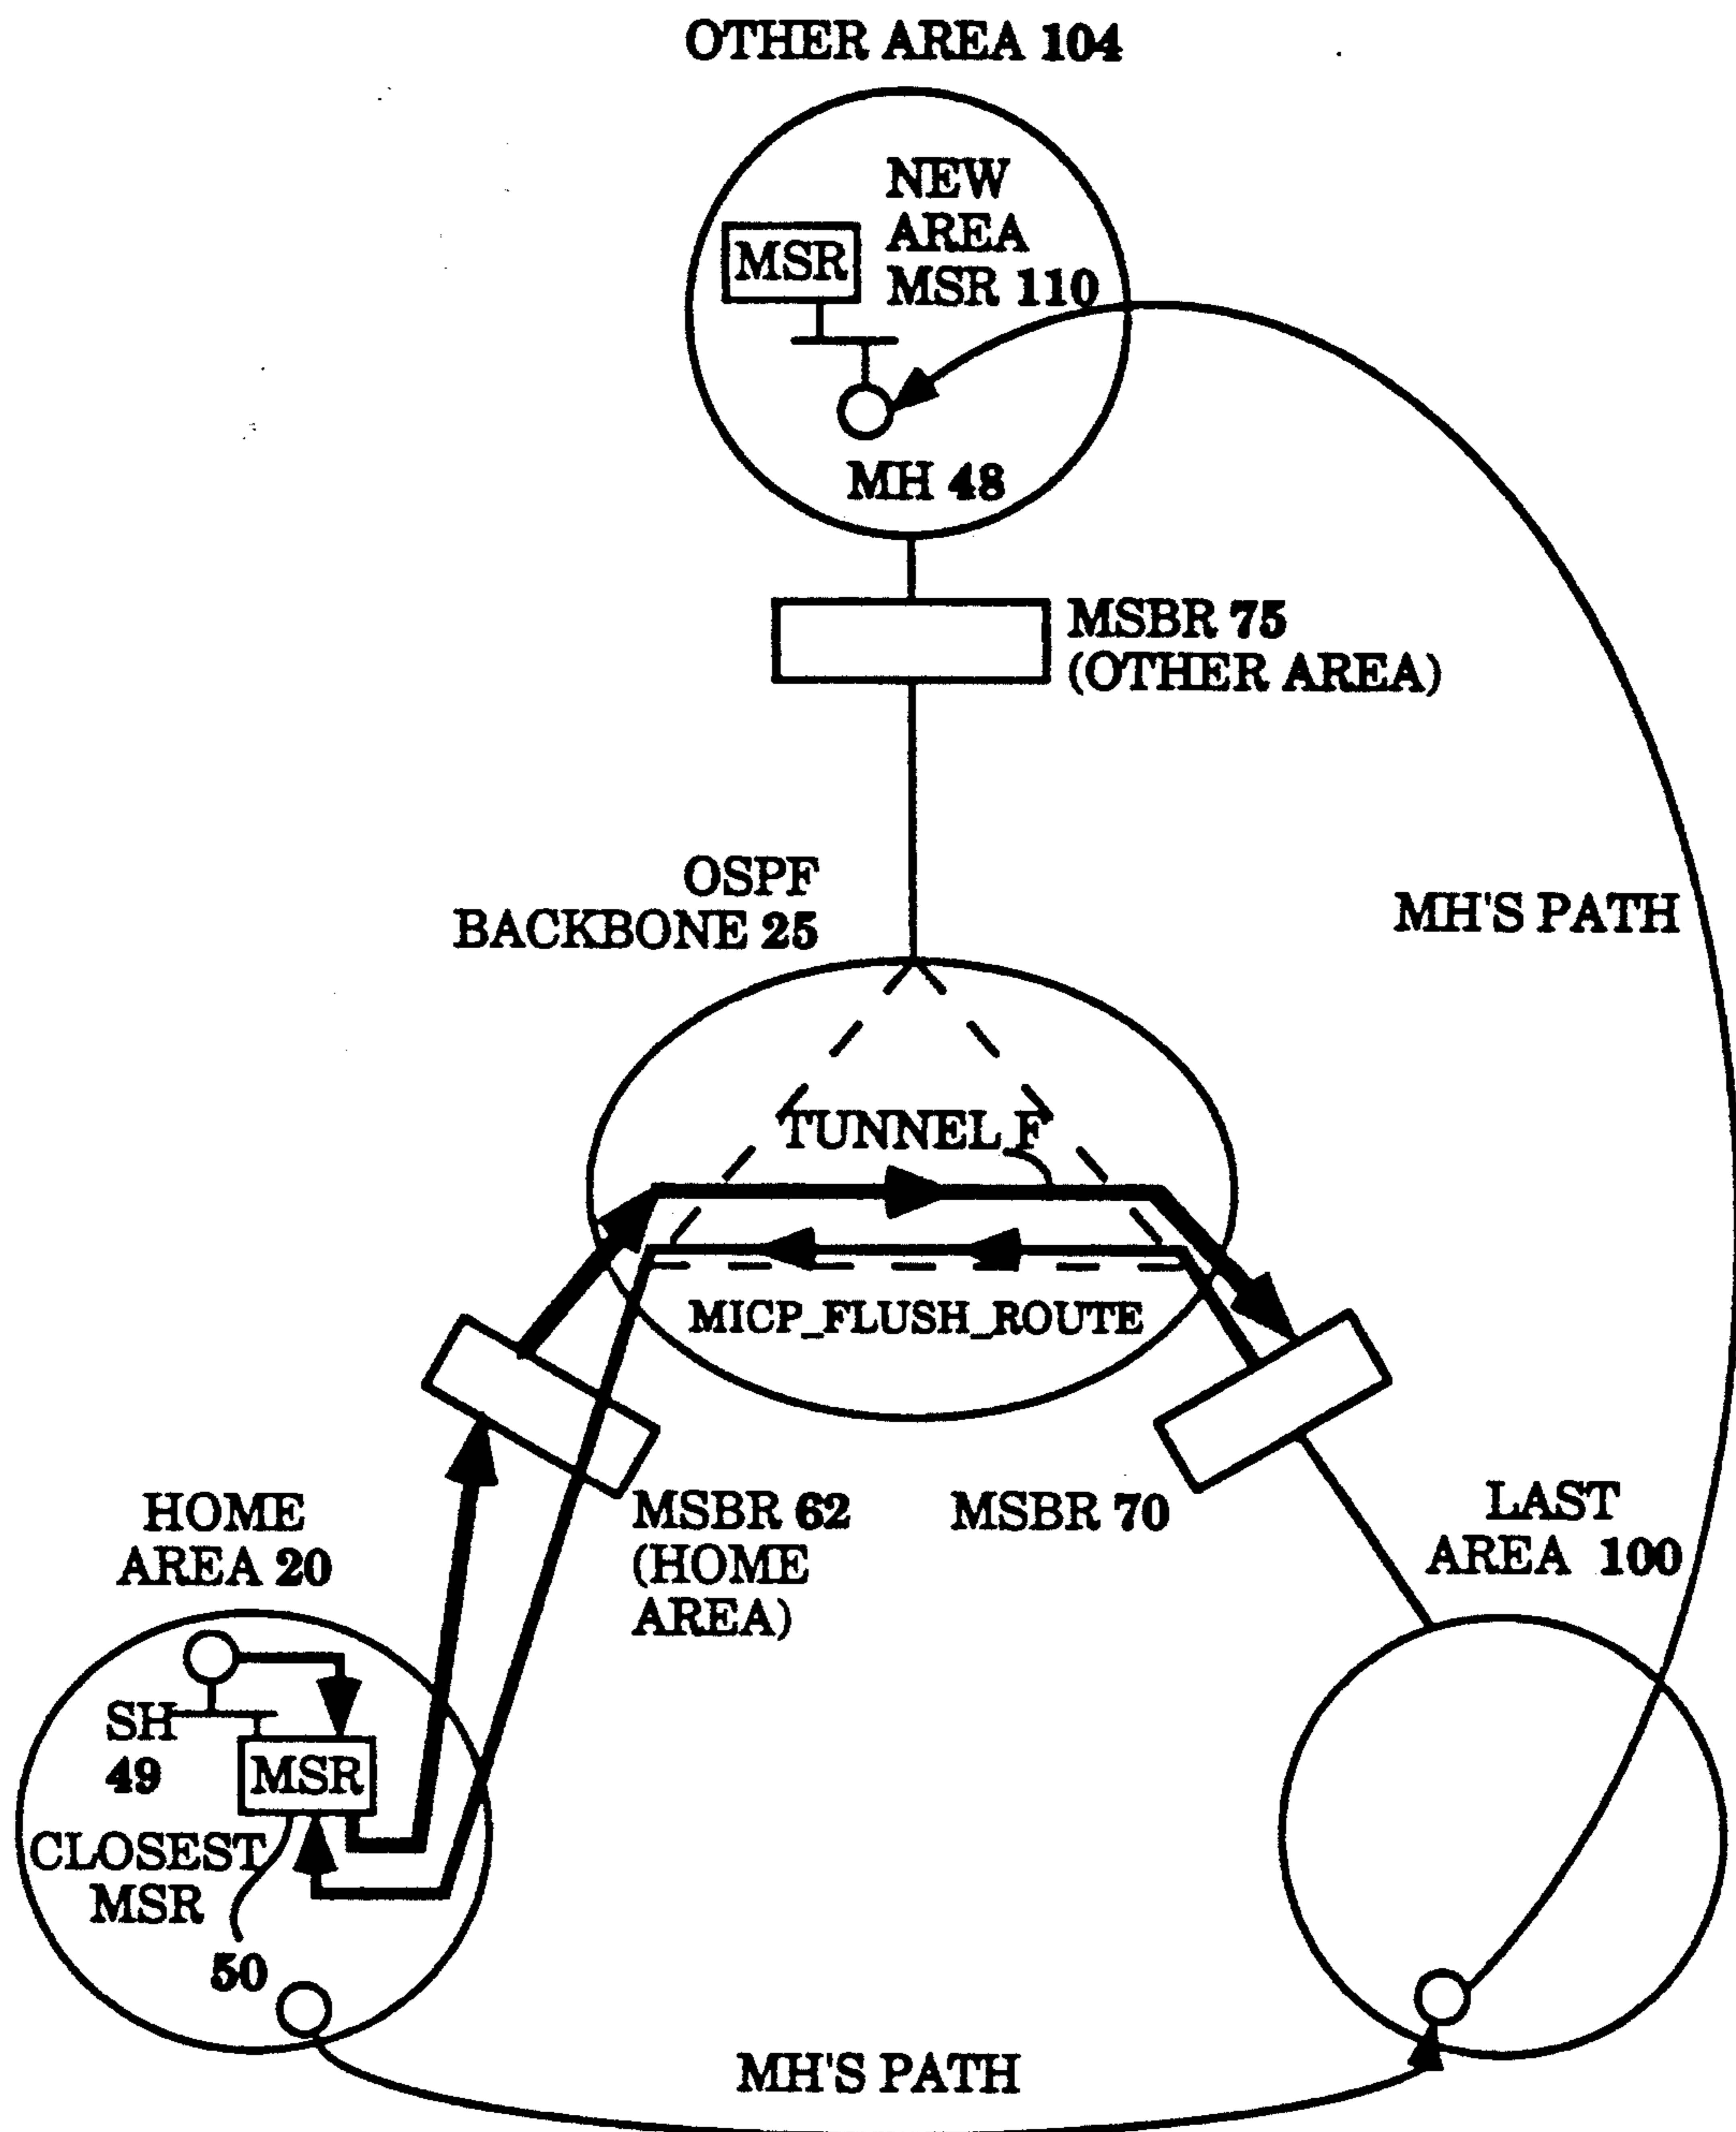 OTHER AREA 104
NEW
AREA
MSR 110
MSR
MH 48
MSBR 75
(OTHER AREA)
OSPF
BACKBONE 25
MH'S PATH
TUNNEL F
MICP_FLUSH_ROUTE
MSBR 62
(HOME
AREA)
MSBR 70
HOME
AREA 20
LAST
AREA 100
SH
49
MSR
CLOSEST
MSR
50
MH'S PATH